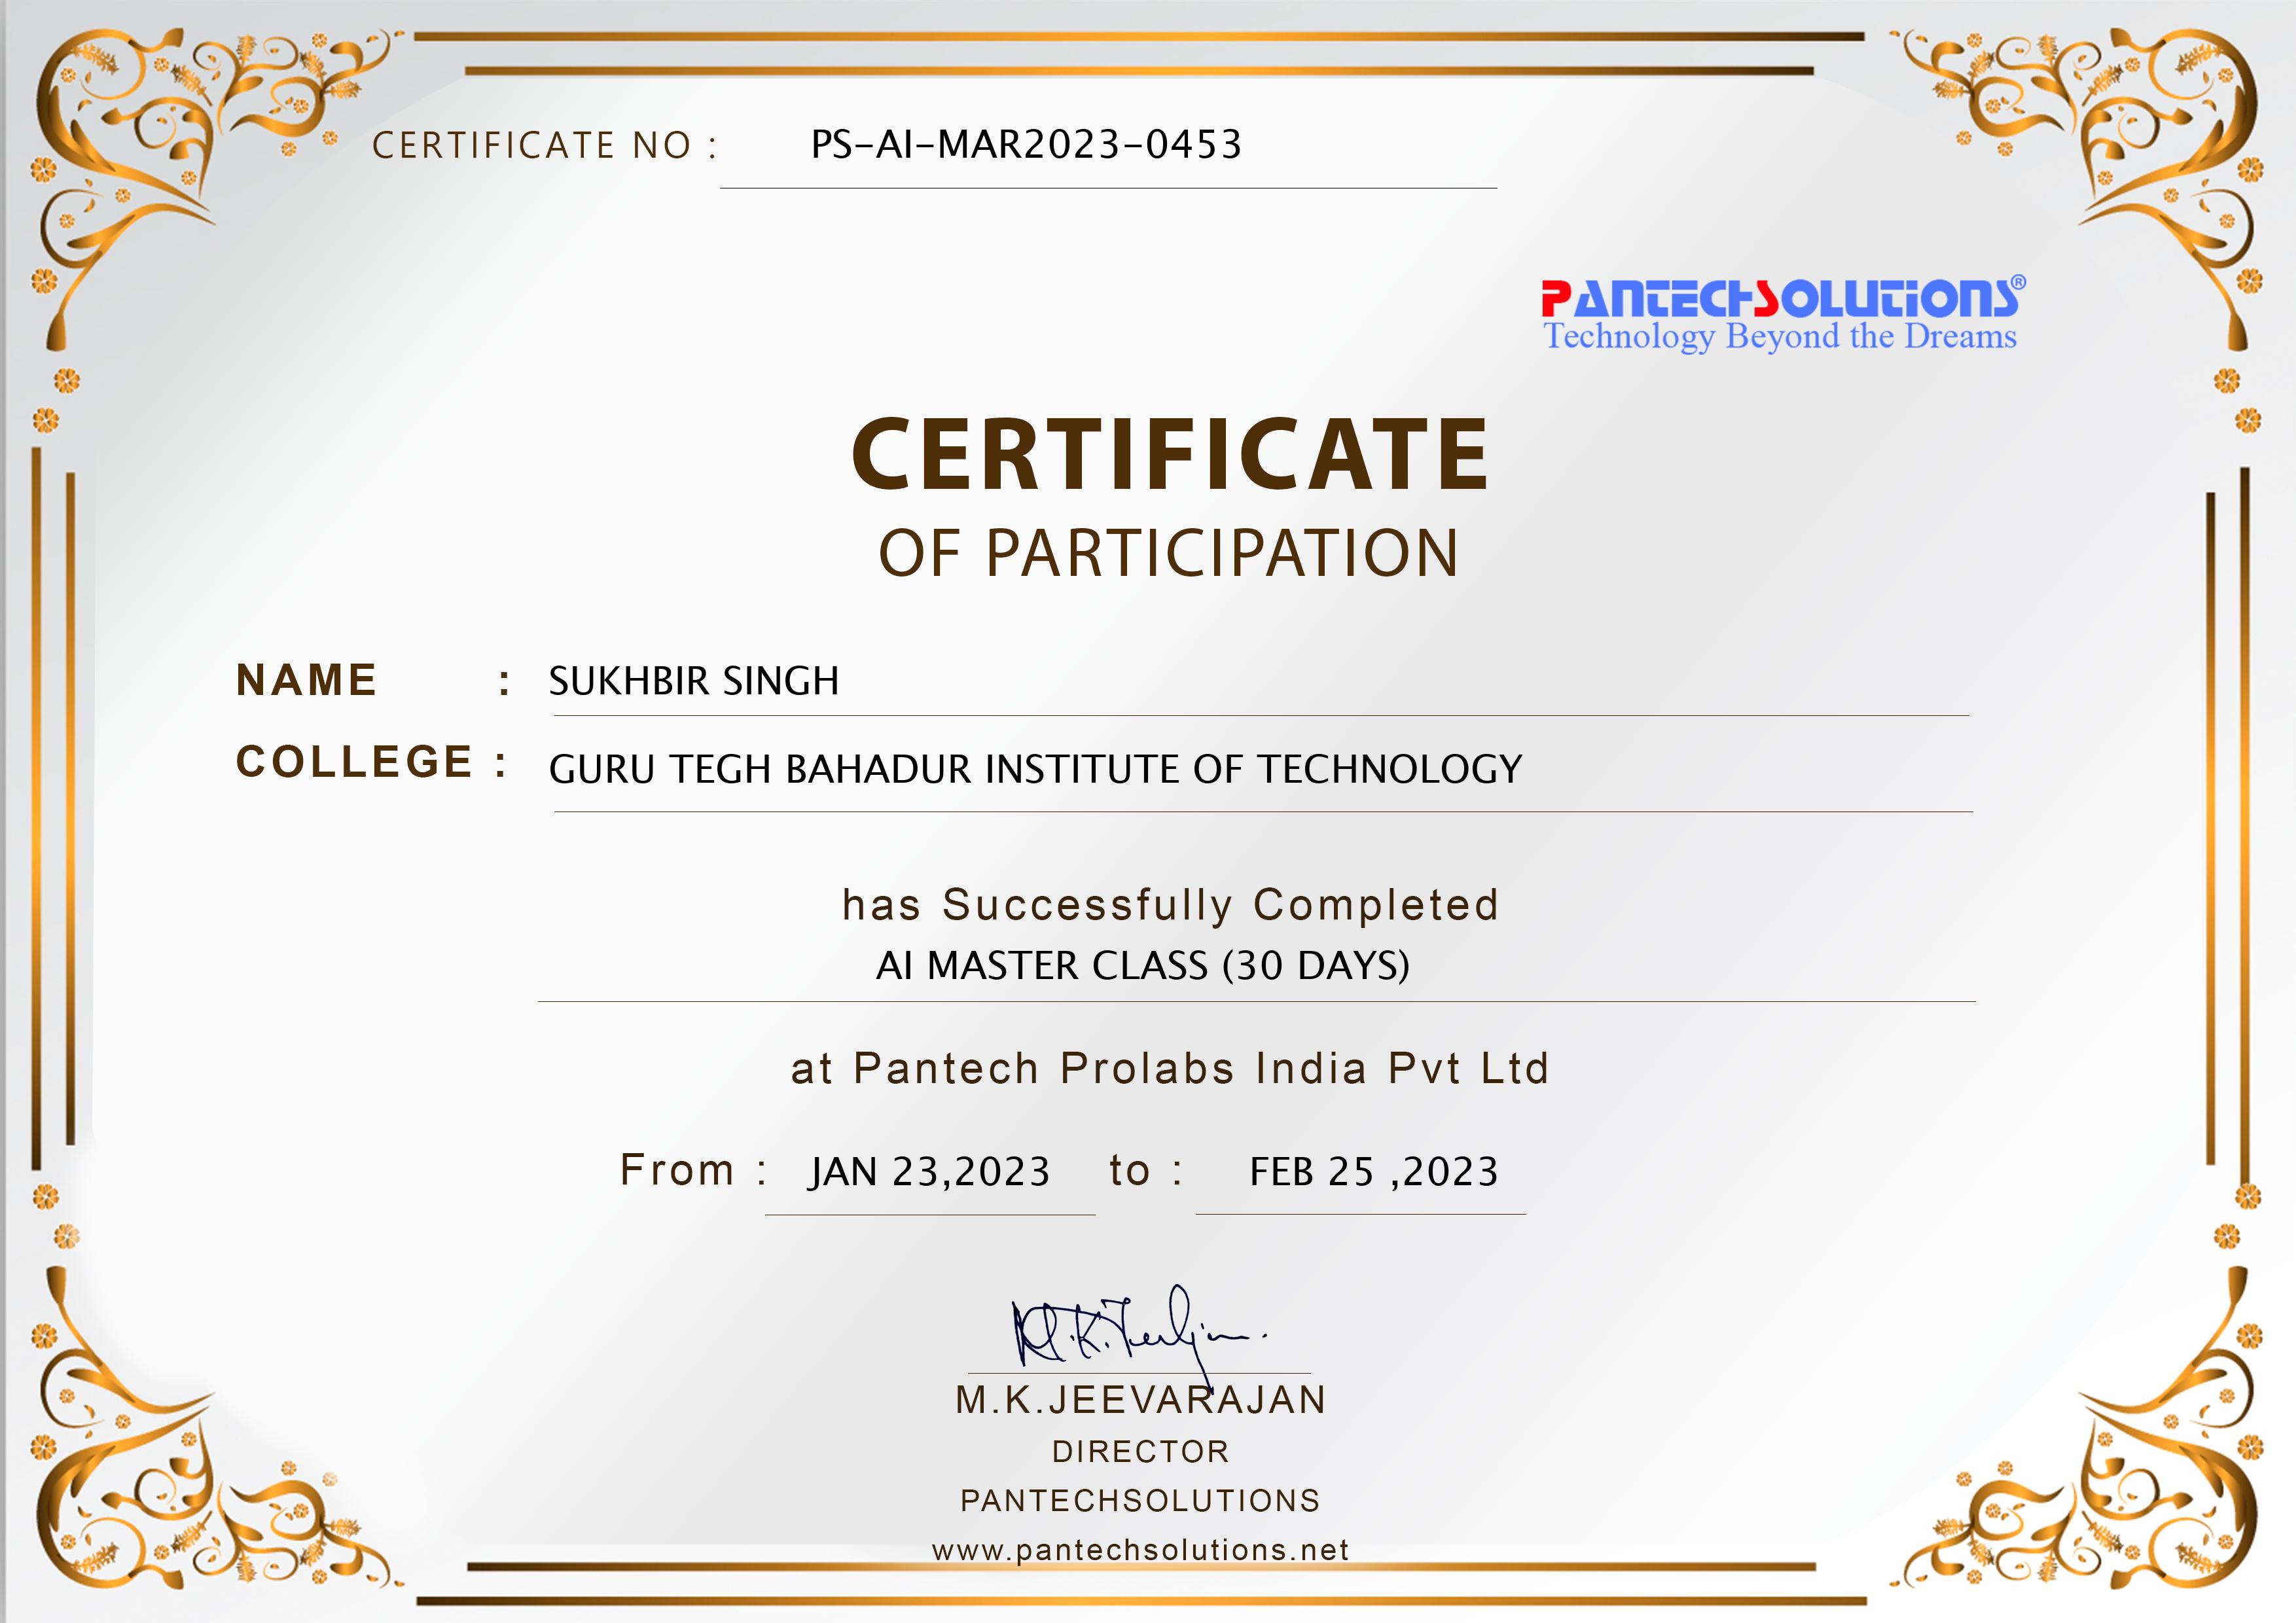 CERTIFICATE NO : PS-AI-MAR2023-0453
PANTECHSOLUTIONS®
Technology Beyond the Dreams
CERTIFICATE
OF PARTICIPATION
NAME : SUKHBIR SINGH
COLLEGE : GURU TEGH BAHADUR INSTITUTE OF TECHNOLOGY
has Successfully Completed
AI MASTER CLASS (30 DAYS)
at Pantech Prolabs India Pvt Ltd
From : JAN 23,2023 to : FEB 25 ,2023
M.K.JEEVARAJAN
DIRECTOR
PANTECHSOLUTIONS
www.pantechsolutions.net